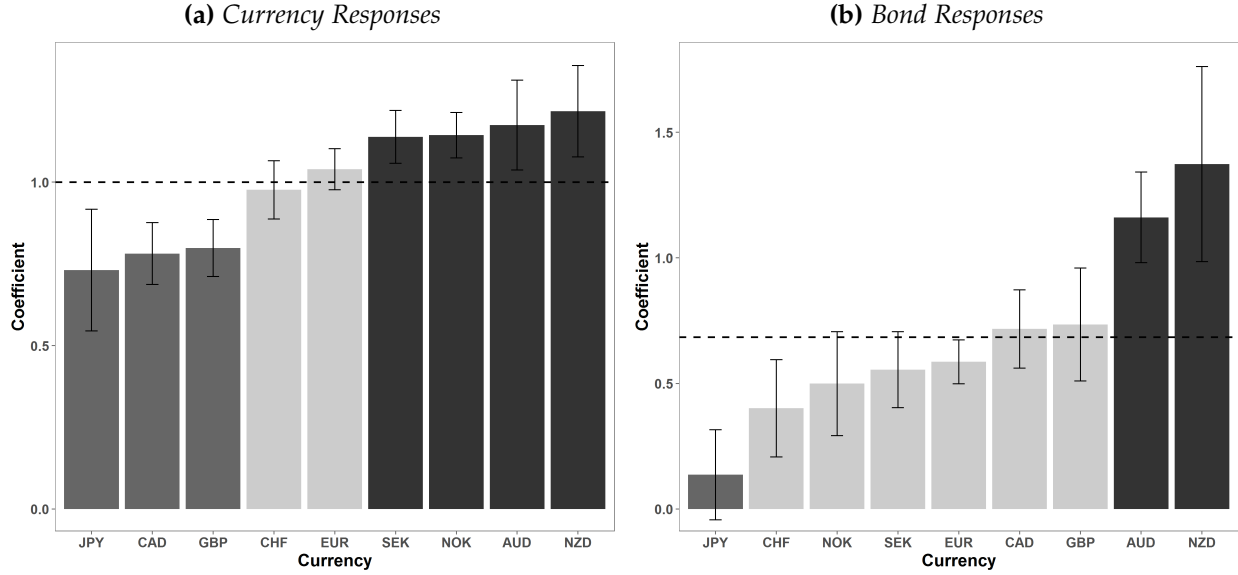 (a) Currency Responses
Coefficient
1.0
0.5
0.0
JPY CAD GBP CHF EUR SEK NOK AUD NZD
Currency
(b) Bond Responses
Coefficient
1.5
1.0
0.5
0.0
JPY CHF NOK SEK EUR CAD GBP AUD NZD
Currency